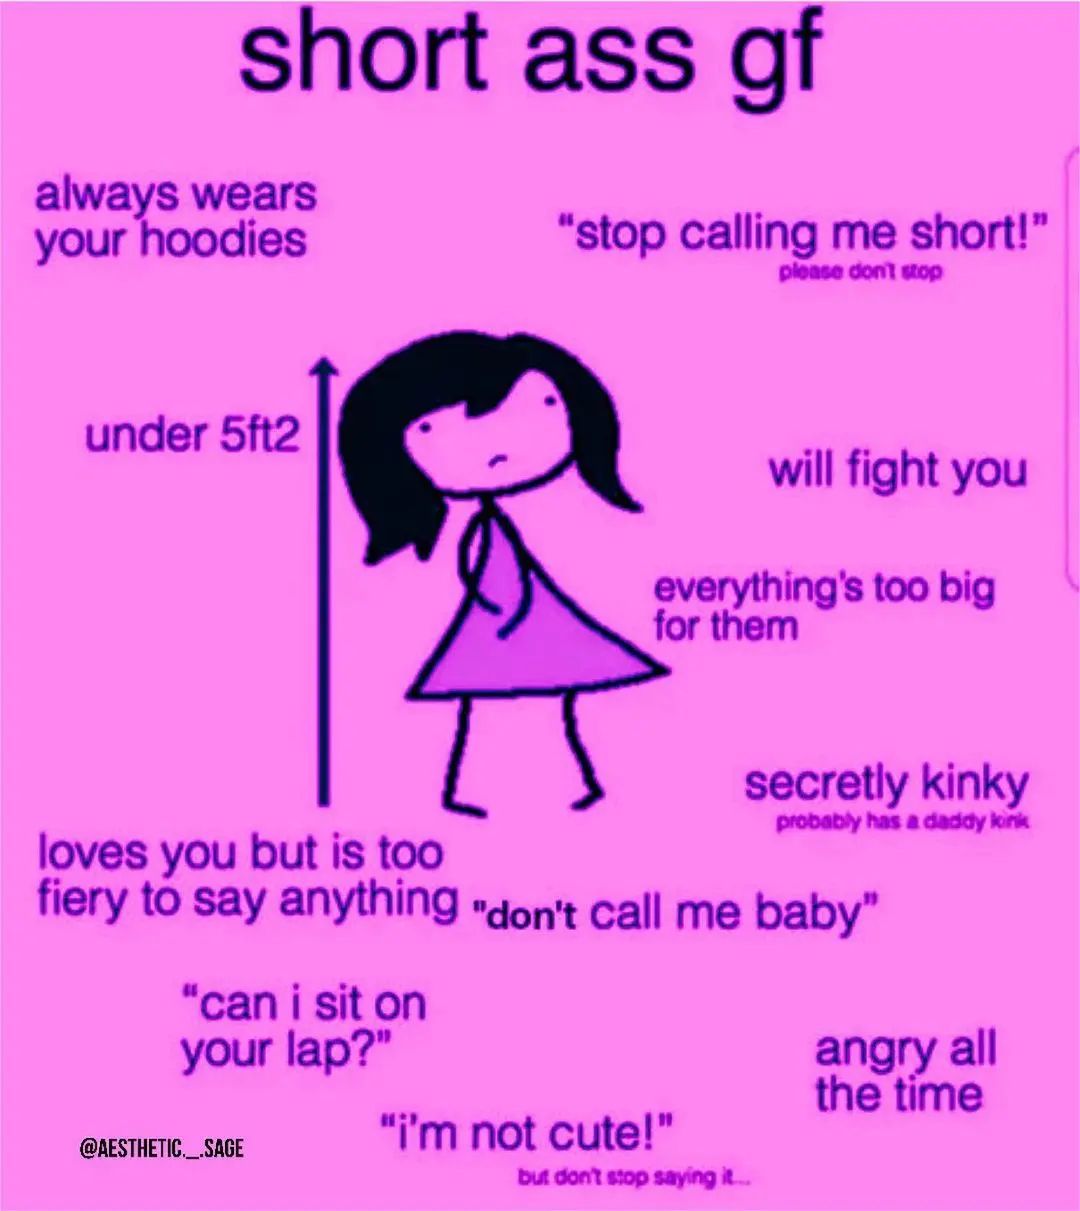 short ass gf
always wears
your hoodies
“stop calling me short!”
please don't stop
under 5ft2
will fight you
everything's too big
for them
secretly kinky
probably has a daddy kink
loves you but is too
fiery to say anything
"don't call me baby”
“can i sit on
your lap?”
angry all
the time
“i'm not cute!”
but don't stop saying it...
@AESTHETIC._.SAGE